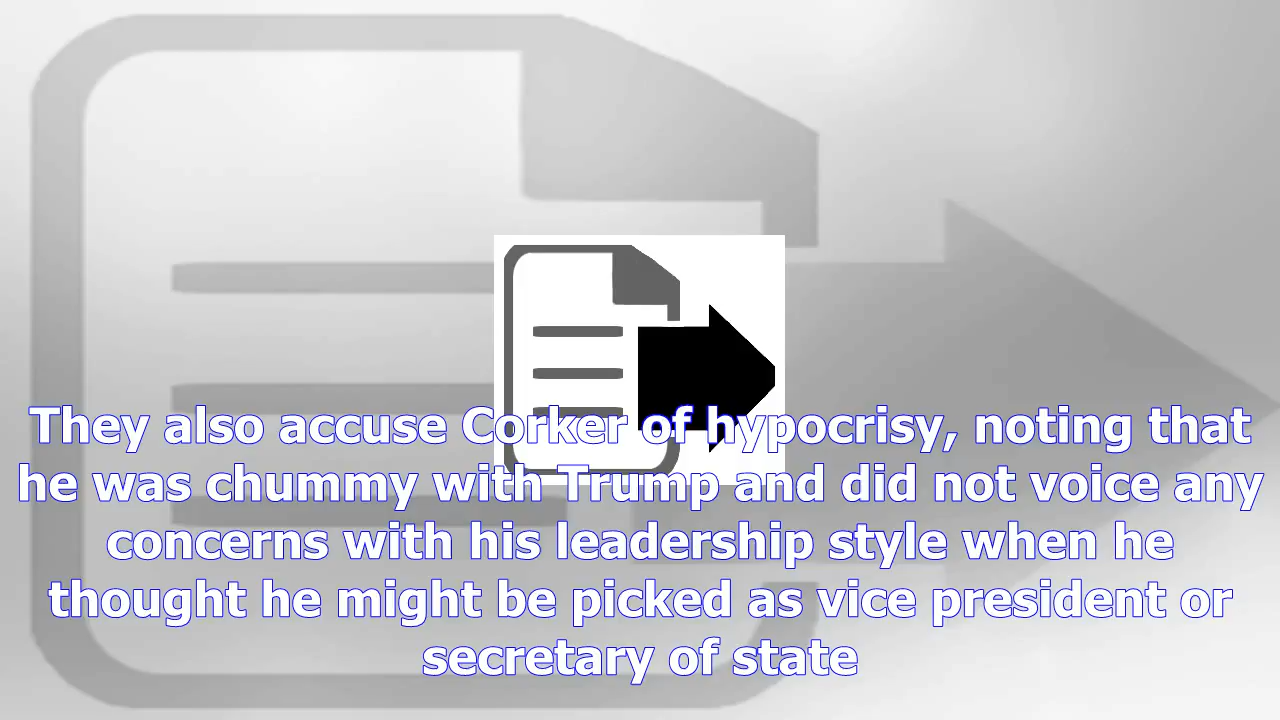 They also accuse Corker of hypocrisy, noting that
he was chummy with Trump and did not voice any
concerns with his leadership style when he
thought he might be picked as vice president or
secretary of state